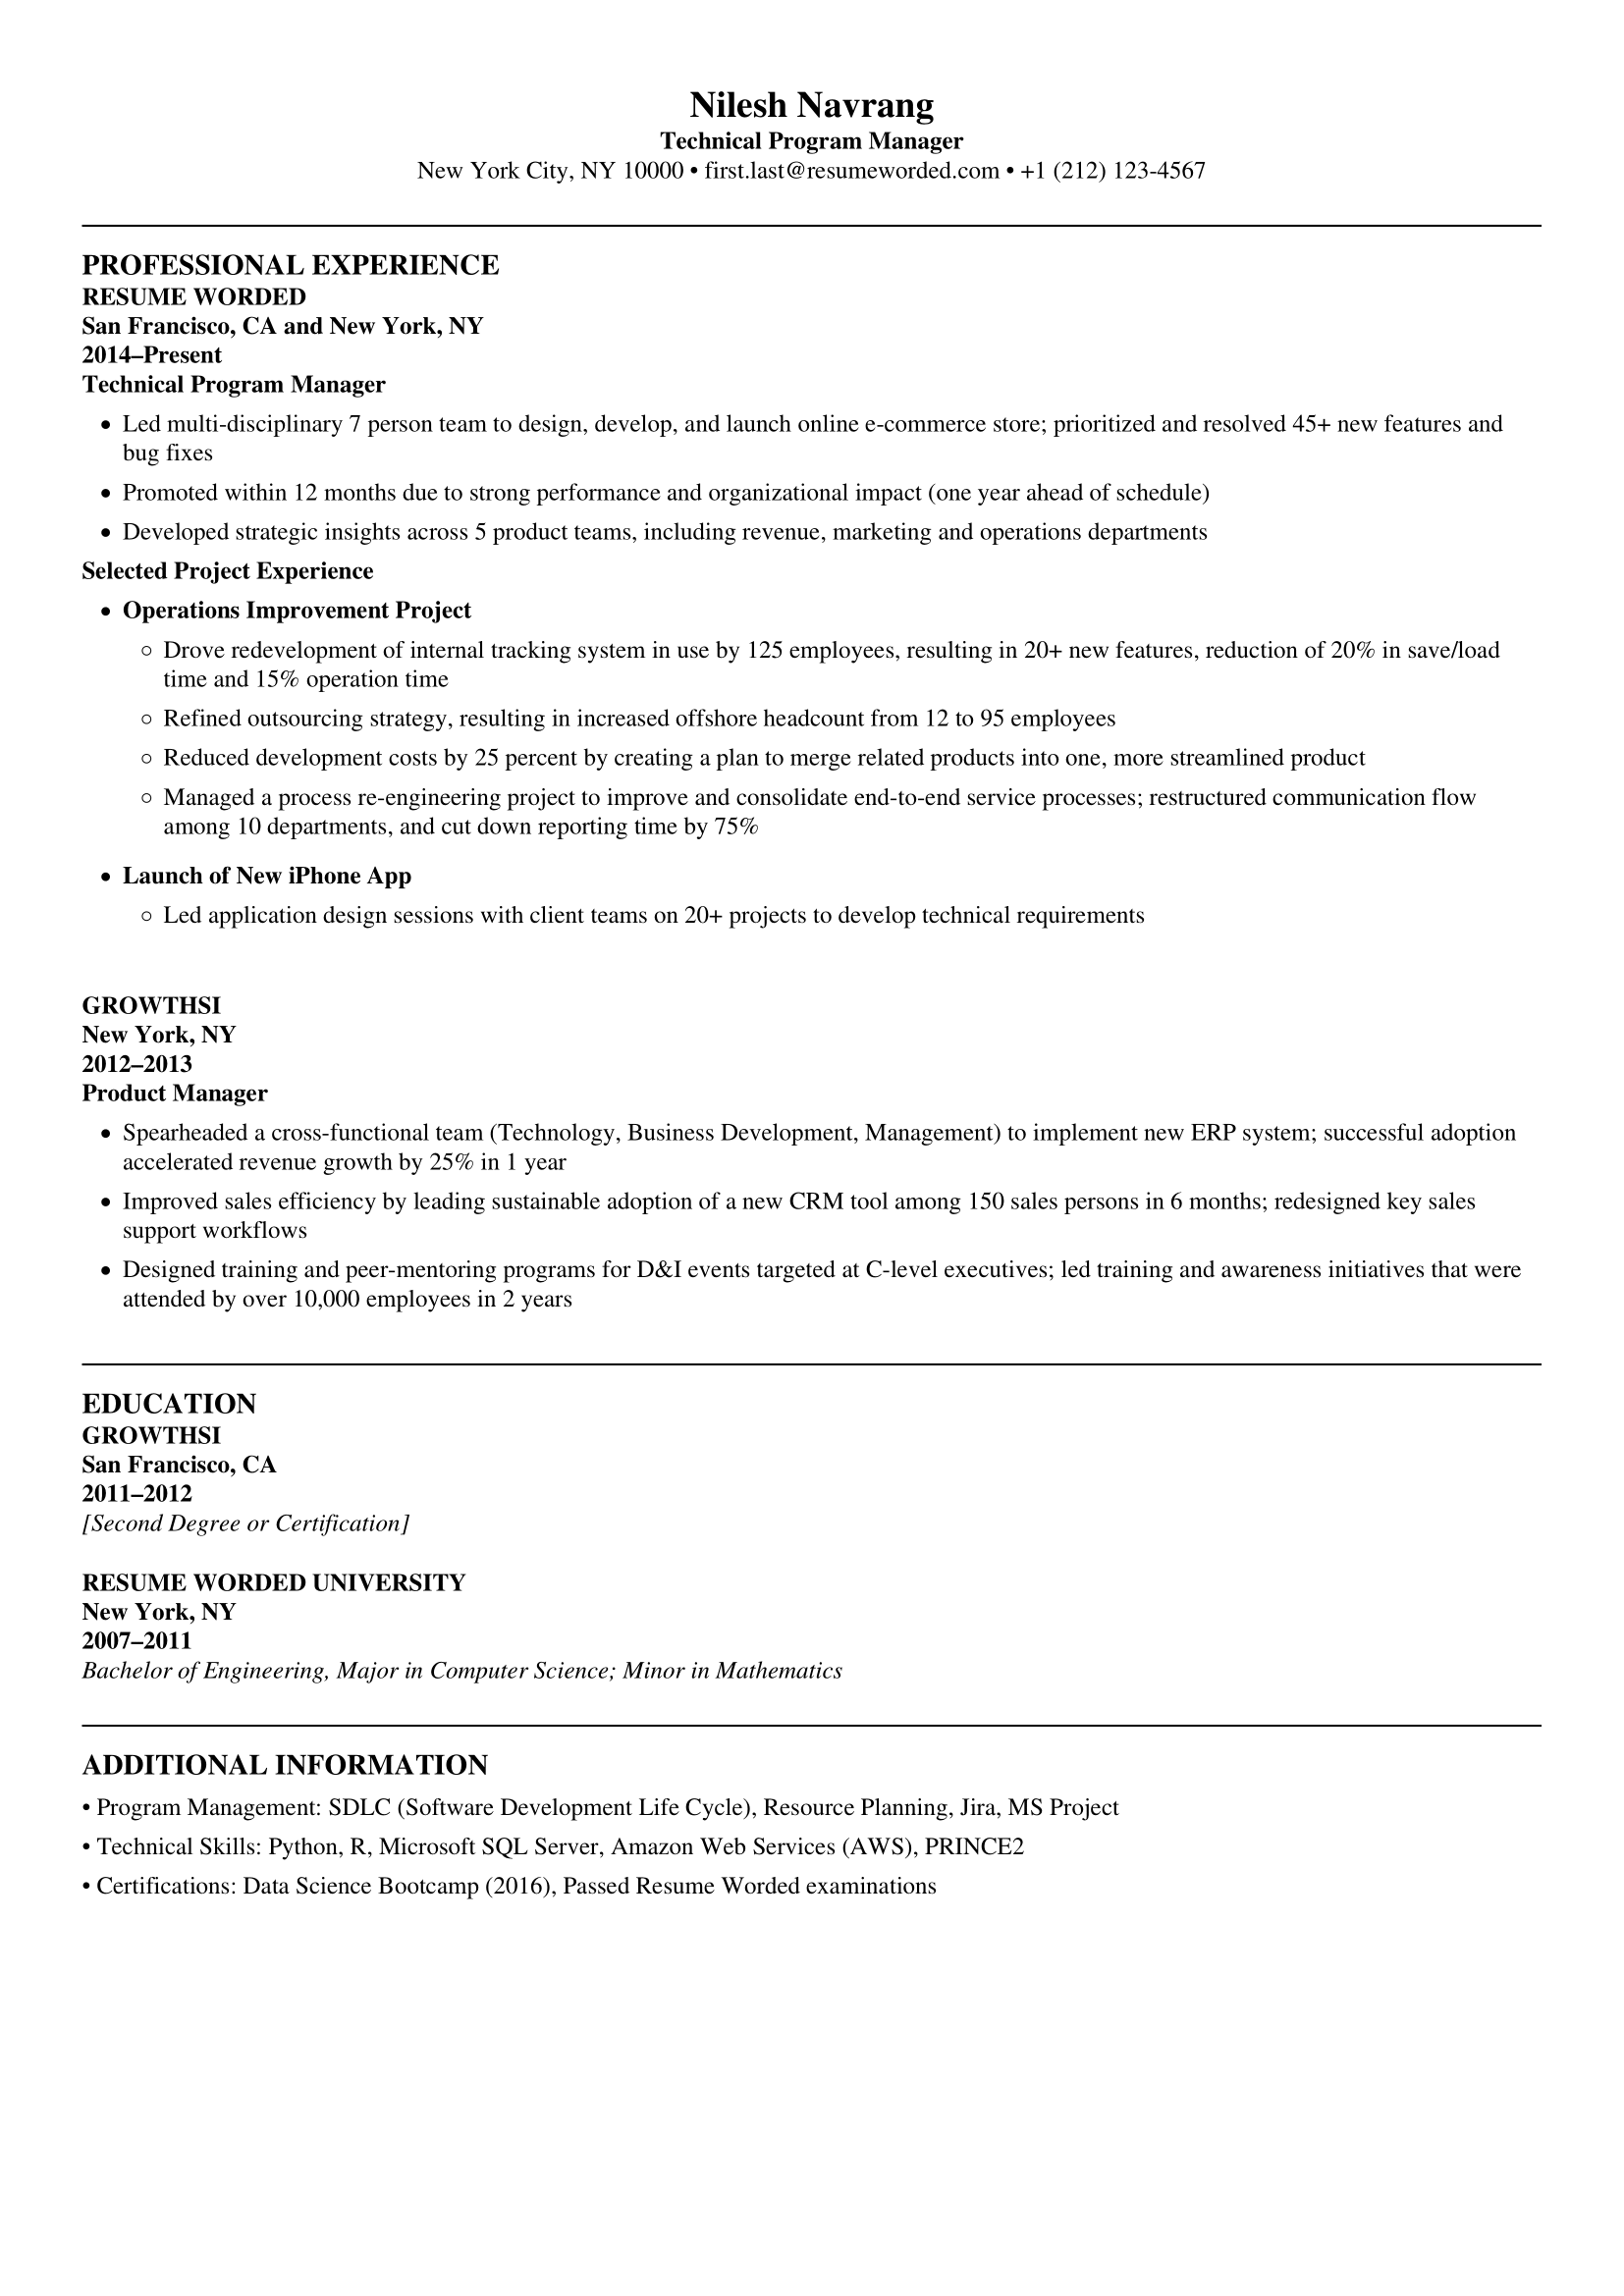 Nilesh Navrang
Technical Program Manager
New York City, NY 10000 • first.last@resumeworded.com • +1 (212) 123-4567
PROFESSIONAL EXPERIENCE
RESUME WORDED
San Francisco, CA and New York, NY
2014–Present
Technical Program Manager
• Led multi-disciplinary 7 person team to design, develop, and launch online e-commerce store; prioritized and resolved 45+ new features and
bug fixes
• Promoted within 12 months due to strong performance and organizational impact (one year ahead of schedule)
• Developed strategic insights across 5 product teams, including revenue, marketing and operations departments
Selected Project Experience
• Operations Improvement Project
◦ Drove redevelopment of internal tracking system in use by 125 employees, resulting in 20+ new features, reduction of 20% in save/load
time and 15% operation time
◦ Refined outsourcing strategy, resulting in increased offshore headcount from 12 to 95 employees
◦ Reduced development costs by 25 percent by creating a plan to merge related products into one, more streamlined product
◦ Managed a process re-engineering project to improve and consolidate end-to-end service processes; restructured communication flow
among 10 departments, and cut down reporting time by 75%
• Launch of New iPhone App
◦ Led application design sessions with client teams on 20+ projects to develop technical requirements
GROWTHSI
New York, NY
2012–2013
Product Manager
• Spearheaded a cross-functional team (Technology, Business Development, Management) to implement new ERP system; successful adoption
accelerated revenue growth by 25% in 1 year
• Improved sales efficiency by leading sustainable adoption of a new CRM tool among 150 sales persons in 6 months; redesigned key sales
support workflows
• Designed training and peer-mentoring programs for D&I events targeted at C-level executives; led training and awareness initiatives that were
attended by over 10,000 employees in 2 years
EDUCATION
GROWTHSI
San Francisco, CA
2011–2012
[Second Degree or Certification]
RESUME WORDED UNIVERSITY
New York, NY
2007–2011
Bachelor of Engineering, Major in Computer Science; Minor in Mathematics
ADDITIONAL INFORMATION
• Program Management: SDLC (Software Development Life Cycle), Resource Planning, Jira, MS Project
• Technical Skills: Python, R, Microsoft SQL Server, Amazon Web Services (AWS), PRINCE2
• Certifications: Data Science Bootcamp (2016), Passed Resume Worded examinations